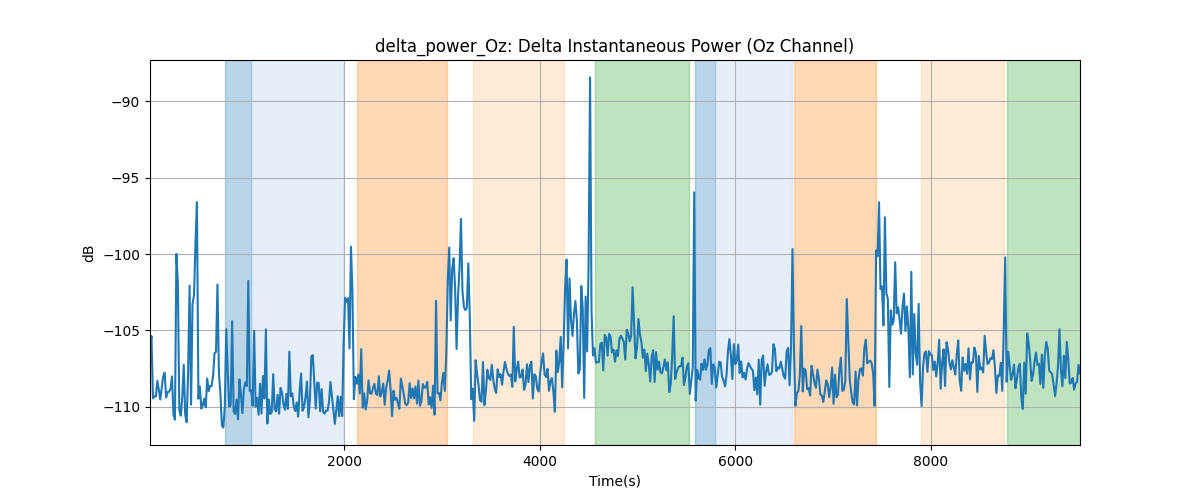 delta_power_Oz: Delta Instantaneous Power (Oz Channel)
−90
−95
−100
−105
−110
dB
2000 4000 6000 8000
Time(s)